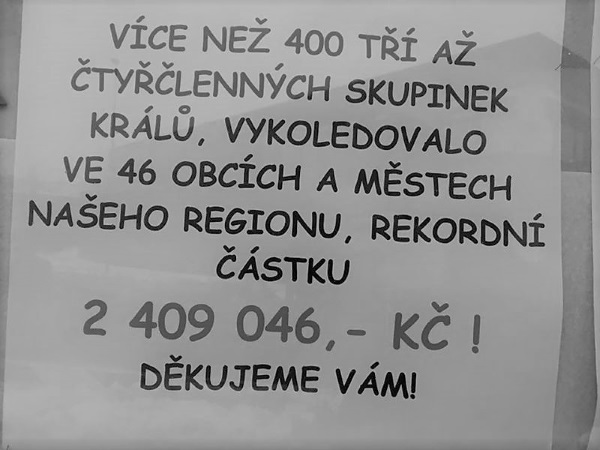 VÍCE NEŽ 400 TŘÍ AŽ
ČTYŘČLENNÝCH SKUPINEK
KRÁLŮ, VYKOLEDOVALO
VE 46 OBCÍCH A MĚSTECH
NAŠEHO REGIONU, REKORDNÍ
ČÁSTKU
2 409 046,- KČ !
DĚKUJEME VÁM!